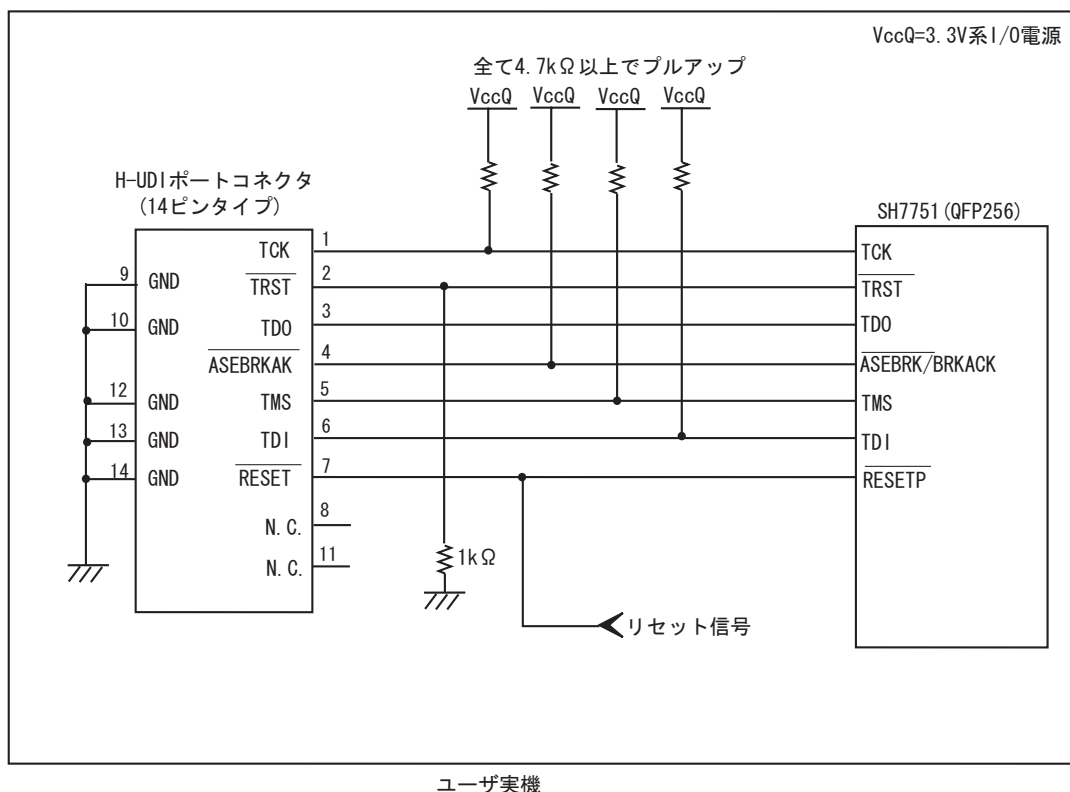 VccQ=3.3V系I/O電源
全て4.7kΩ以上でプルアップ
VccQ VccQ VccQ VccQ
H-UDIポートコネクタ
(14ピンタイプ)
SH7751(QFP256)
TCK 1 TCK
9 GND TRST 2 TRST
10 GND TDO 3 TDO
ASEBRKAK 4 ASEBRK/BRKACK
12 GND TMS 5 TMS
13 GND TDI 6 TDI
14 GND RESET 7 RESETP
N.C. 8
N.C. 11
1kΩ
リセット信号
ユーザ実機